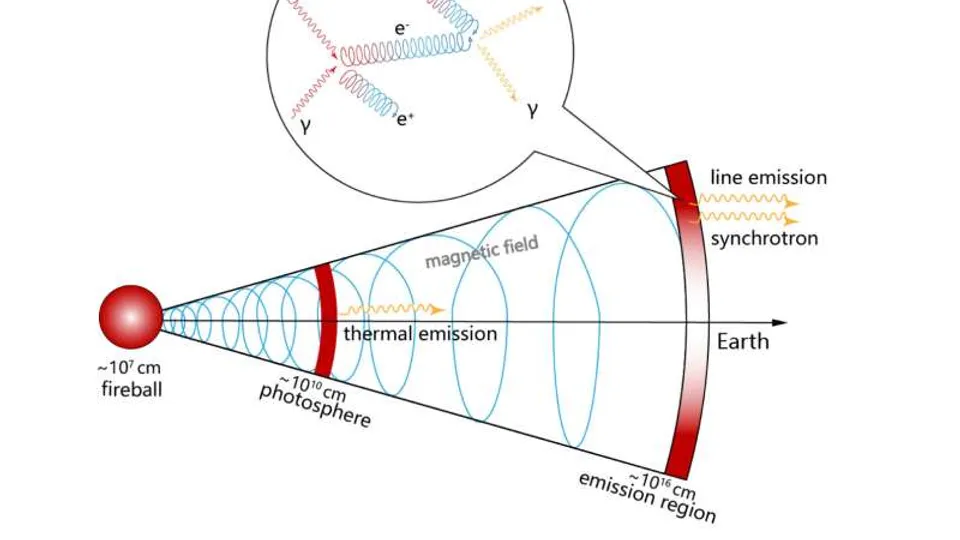 e⁻
γ
e⁺
γ
line emission
synchrotron
magnetic field
thermal emission
Earth
~10⁷ cm
fireball
~10¹⁰ cm
photosphere
~10¹⁶ cm
emission region